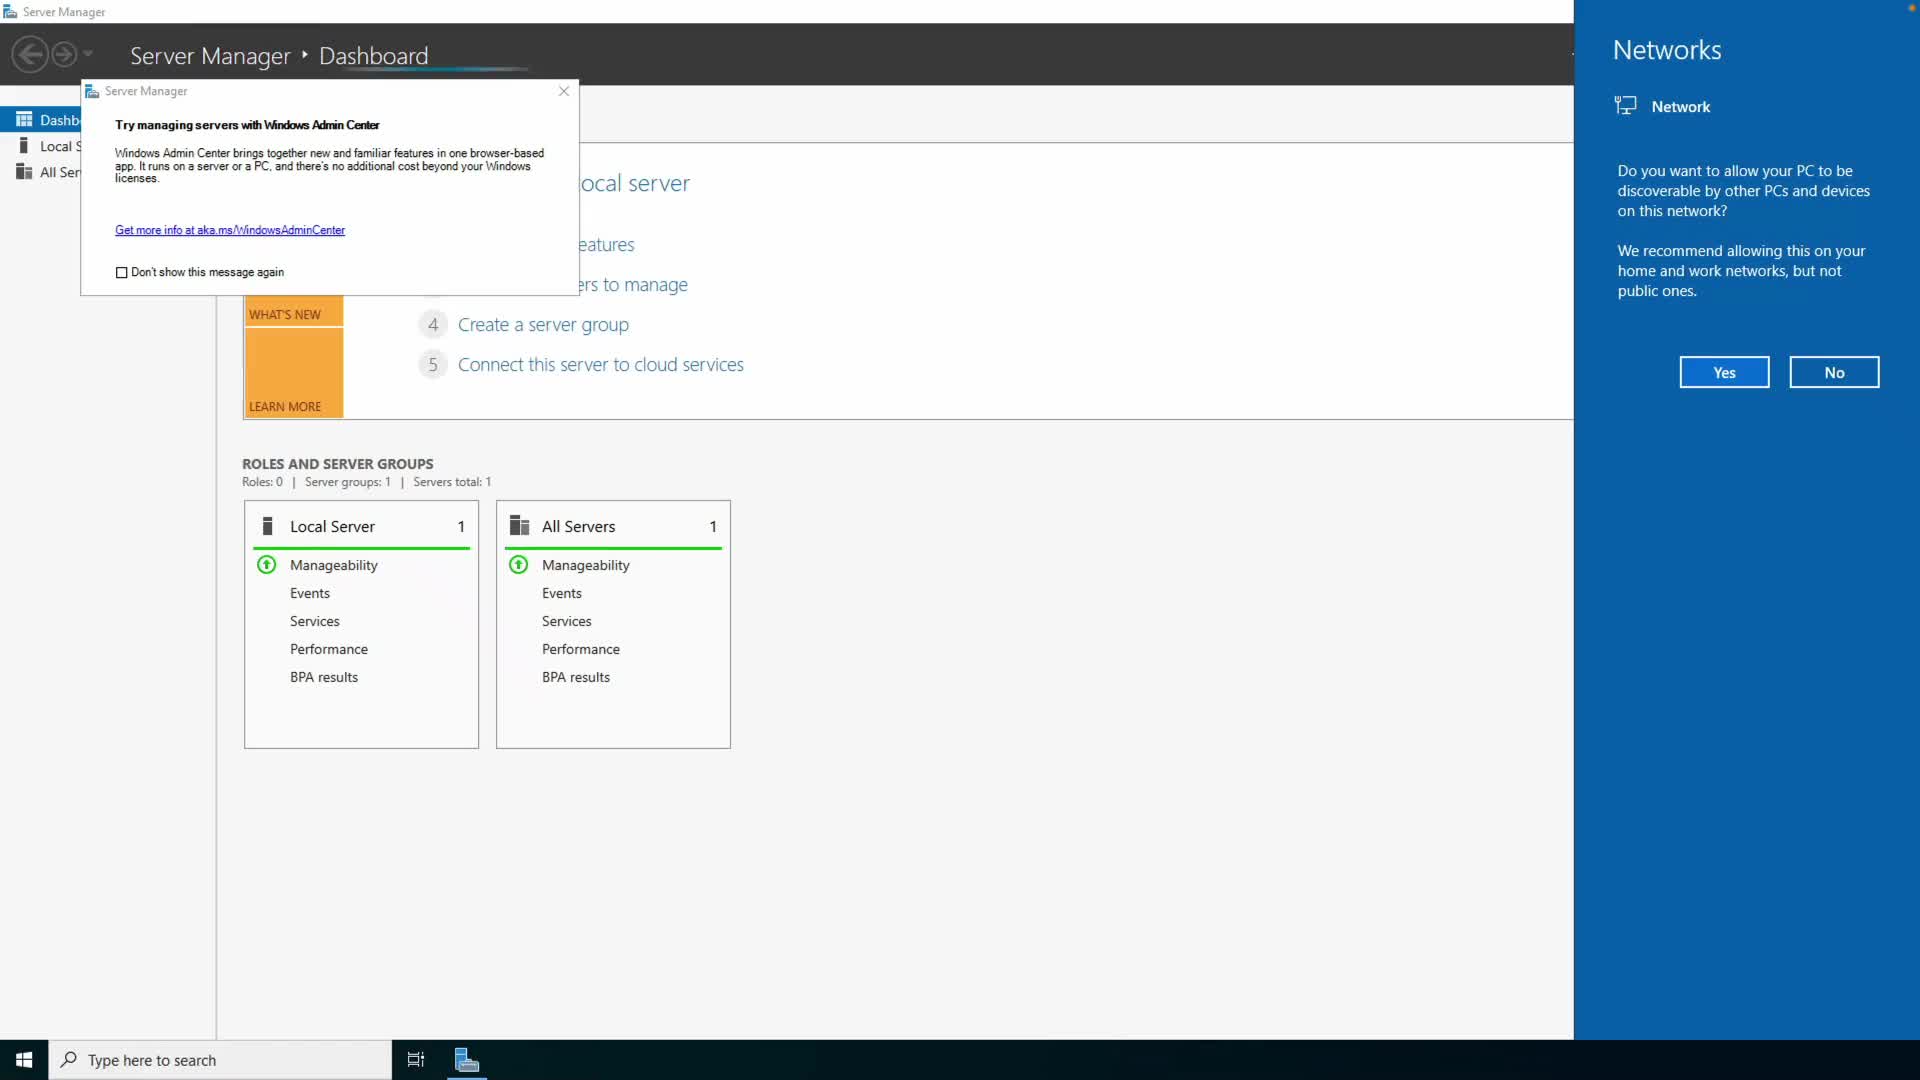 Server Manager
Server Manager
Dashboard
Server Manager
Try managing servers with Windows Admin Center
Windows Admin Center brings together new and familiar features in one browser-based
app. It runs on a server or a PC, and there's no additional cost beyond your Windows
licenses.
Get more info at aka.ms/WindowsAdminCenter
Don't show this message again
Dashb
Local S
All Ser
ocal server
eatures
ers to manage
4 Create a server group
5 Connect this server to cloud services
WHAT'S NEW
LEARN MORE
ROLES AND SERVER GROUPS
Roles: 0 | Server groups: 1 | Servers total: 1
Local Server 1
Manageability
Events
Services
Performance
BPA results
All Servers 1
Manageability
Events
Services
Performance
BPA results
Networks
Network
Do you want to allow your PC to be
discoverable by other PCs and devices
on this network?
We recommend allowing this on your
home and work networks, but not
public ones.
Yes
No
Type here to search